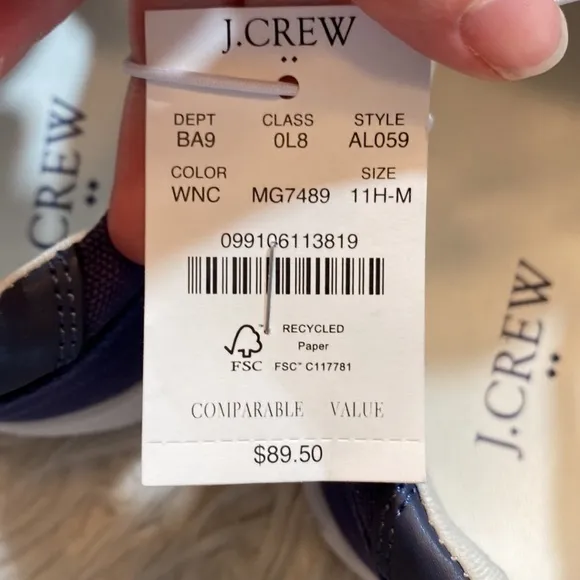 J.CREW
DEPT CLASS STYLE
BA9 0L8 AL059
COLOR SIZE
WNC MG7489 11H-M
099106113819
RECYCLED
Paper
FSC FSC™ C117781
COMPARABLE VALUE
$89.50
J.CREW
J.CREW